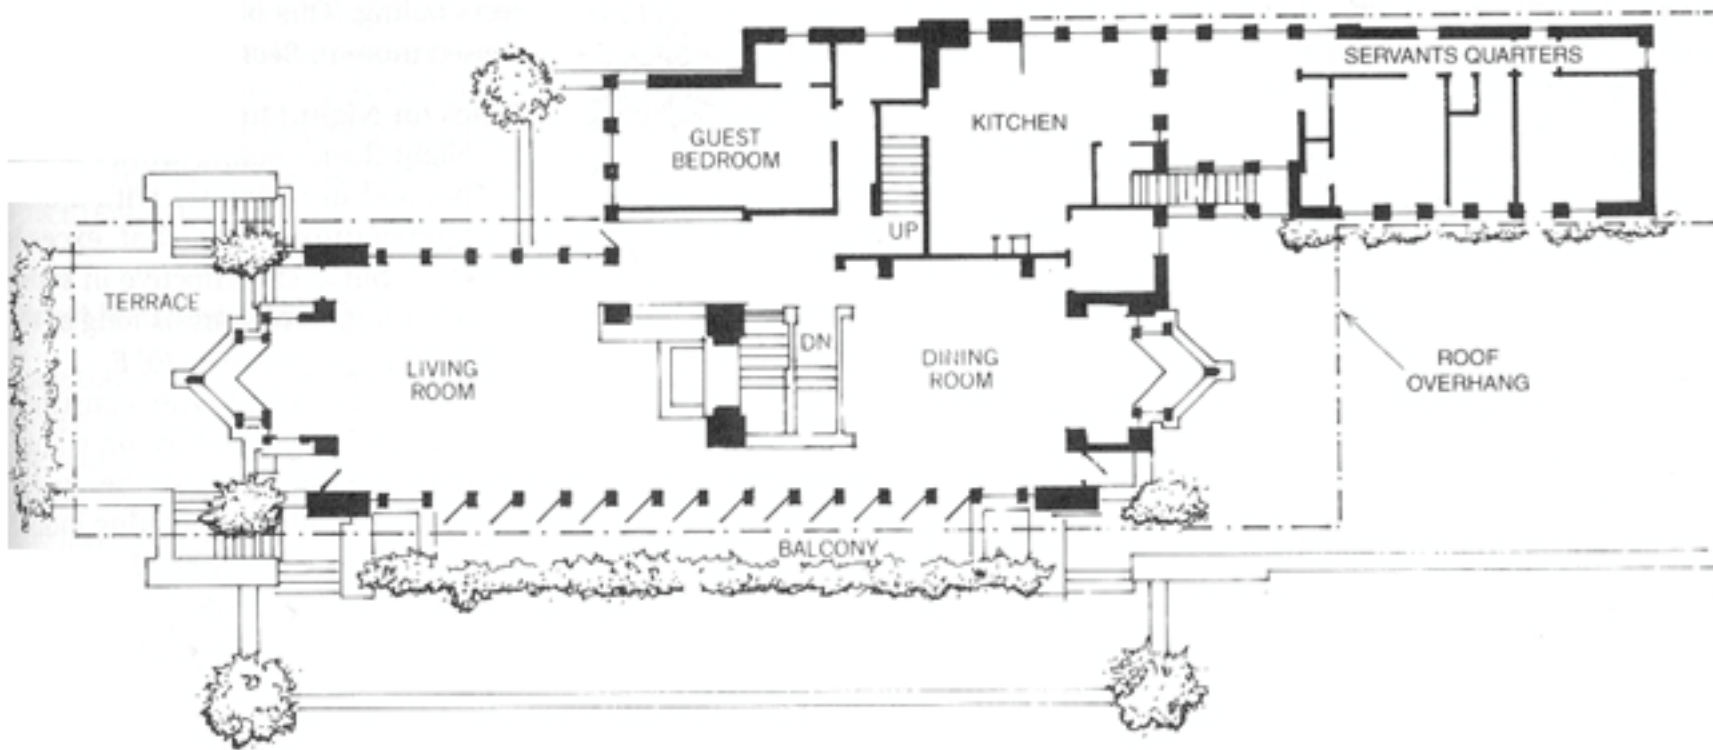 SERVANTS QUARTERS
KITCHEN
GUEST
BEDROOM
UP
TERRACE
LIVING
ROOM
DN
DINING
ROOM
ROOF
OVERHANG
BALCONY